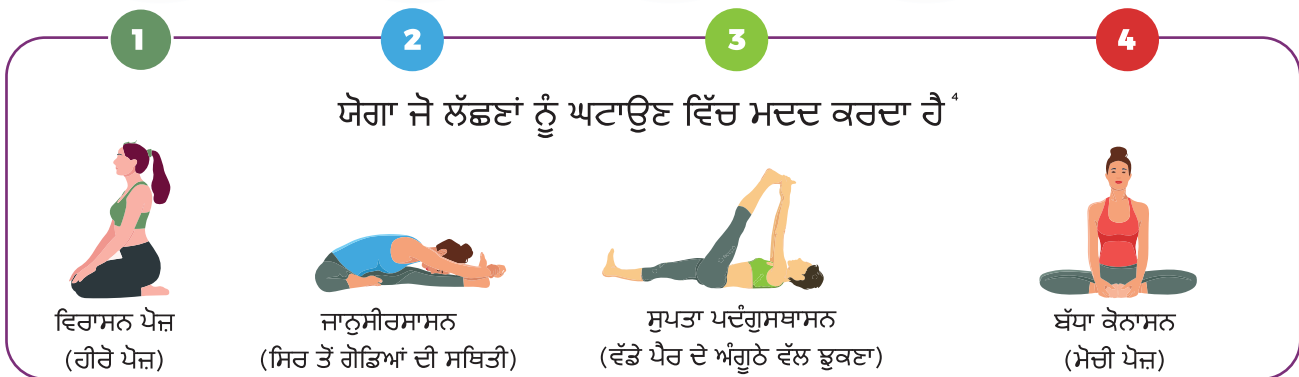 1 2 3 4
ਯੋਗਾ ਜੋ ਲੱਛਣਾਂ ਨੂੰ ਘਟਾਉਣ ਵਿੱਚ ਮਦਦ ਕਰਦਾ ਹੈ ⁴
ਵਿਰਾਸਨ ਪੋਜ਼
(ਹੀਰੋ ਪੋਜ਼)
ਜਾਨੁਸੀਰਸਾਸਨ
(ਸਿਰ ਤੋਂ ਗੋਡਿਆਂ ਦੀ ਸਥਿਤੀ)
ਸੁਪਤਾ ਪਦੰਗੁਸਥਾਸਨ
(ਵੱਡੇ ਪੈਰ ਦੇ ਅੰਗੂਠੇ ਵੱਲ ਝੁਕਣਾ)
ਬੱਧਾ ਕੋਨਾਸਨ
(ਮੋਚੀ ਪੋਜ਼)